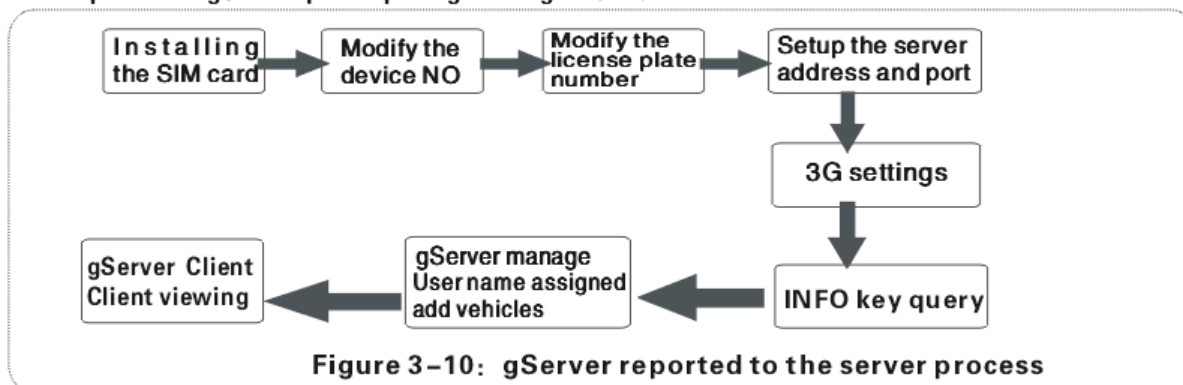 Installing
the SIM card
Modify the
device NO
Modify the
license plate
number
Setup the server
address and port
3G settings
INFO key query
gServer manage
User name assigned
add vehicles
gServer Client
Client viewing
Figure 3-10: gServer reported to the server process